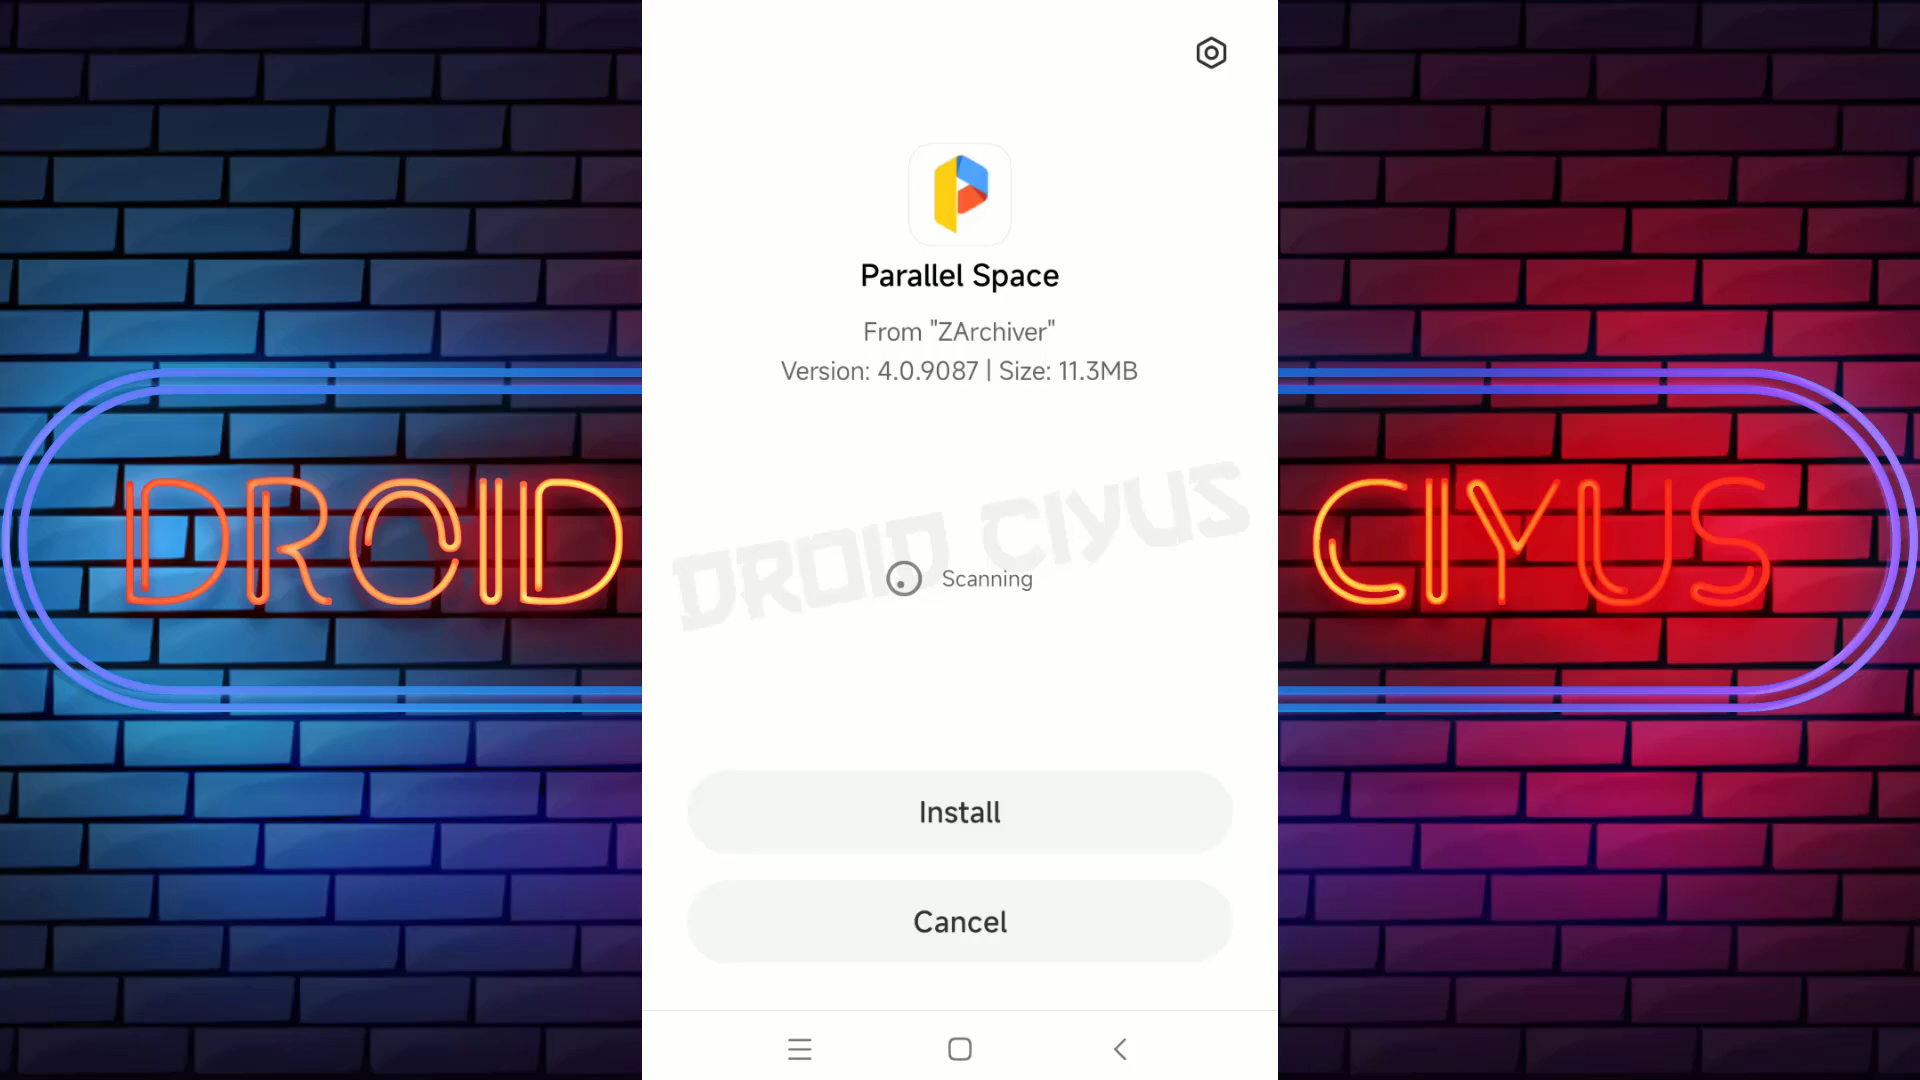 Parallel Space
From "ZArchiver"
Version: 4.0.9087 | Size: 11.3MB
DROID CIYUS
DROID CIYUS
Scanning
Install
Cancel